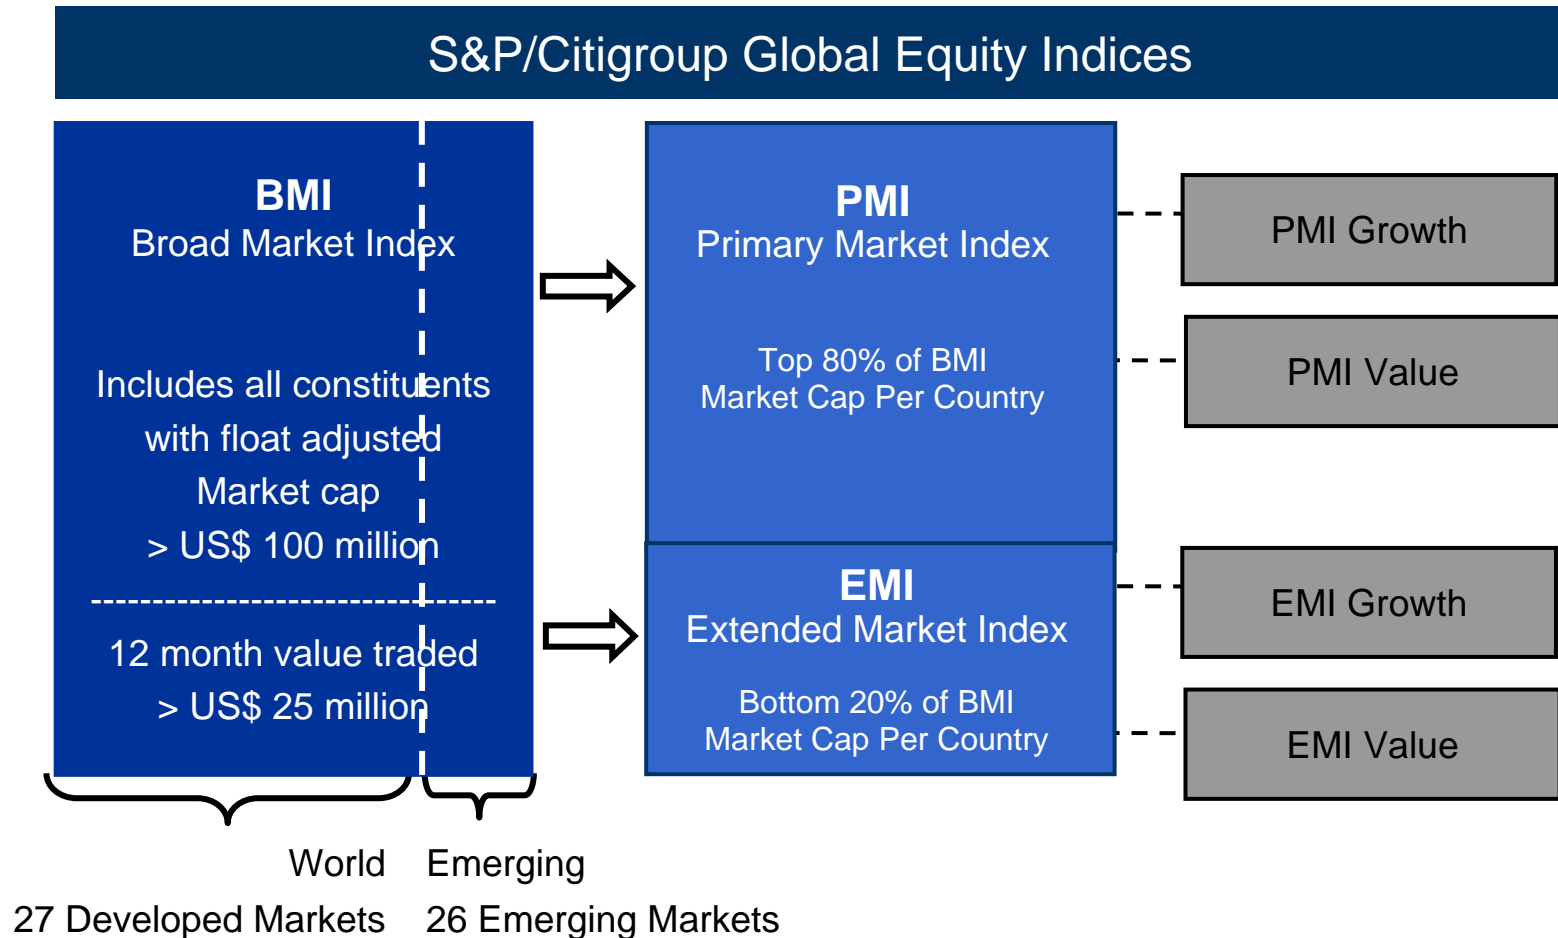 S&P/Citigroup Global Equity Indices
BMI
Broad Market Index
Includes all constituents
with float adjusted
Market cap
> US$ 100 million
---------------------------------
12 month value traded
> US$ 25 million
PMI
Primary Market Index
Top 80% of BMI
Market Cap Per Country
EMI
Extended Market Index
Bottom 20% of BMI
Market Cap Per Country
PMI Growth
PMI Value
EMI Growth
EMI Value
World
27 Developed Markets
Emerging
26 Emerging Markets